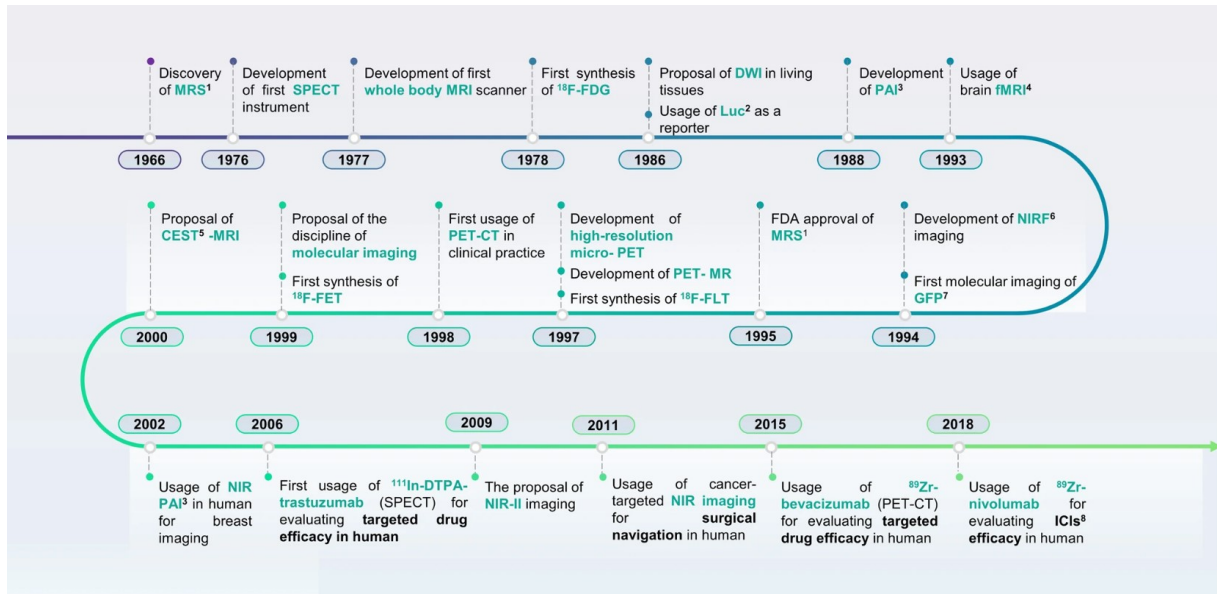 Discovery
of MRS¹
Development
of first SPECT
instrument
Development of first
whole body MRI scanner
First synthesis
of ¹⁸F-FDG
Proposal of DWI in living
tissues
Usage of Luc² as a
reporter
Development
of PAI³
Usage of
brain fMRI⁴
1966
1976
1977
1978
1986
1988
1993
Proposal of
CEST⁵ -MRI
Proposal of the
discipline of
molecular imaging
First synthesis of
¹⁸F-FET
First usage of
PET-CT in
clinical practice
Development of
high-resolution
micro- PET
Development of PET- MR
First synthesis of ¹⁸F-FLT
FDA approval of
MRS¹
Development of NIRF⁶
imaging
First molecular imaging of
GFP⁷
2000
1999
1998
1997
1995
1994
2002
2006
2009
2011
2015
2018
Usage of NIR
PAI³ in human
for breast
imaging
First usage of ¹¹¹In-DTPA-
trastuzumab (SPECT) for
evaluating targeted drug
efficacy in human
The proposal of
NIR-II imaging
Usage of cancer-
targeted NIR imaging
for surgical
navigation in human
Usage of ⁸⁹Zr-
bevacizumab (PET-CT)
for evaluating targeted
drug efficacy in human
Usage of ⁸⁹Zr-
nivolumab for
evaluating ICIs⁸
efficacy in human